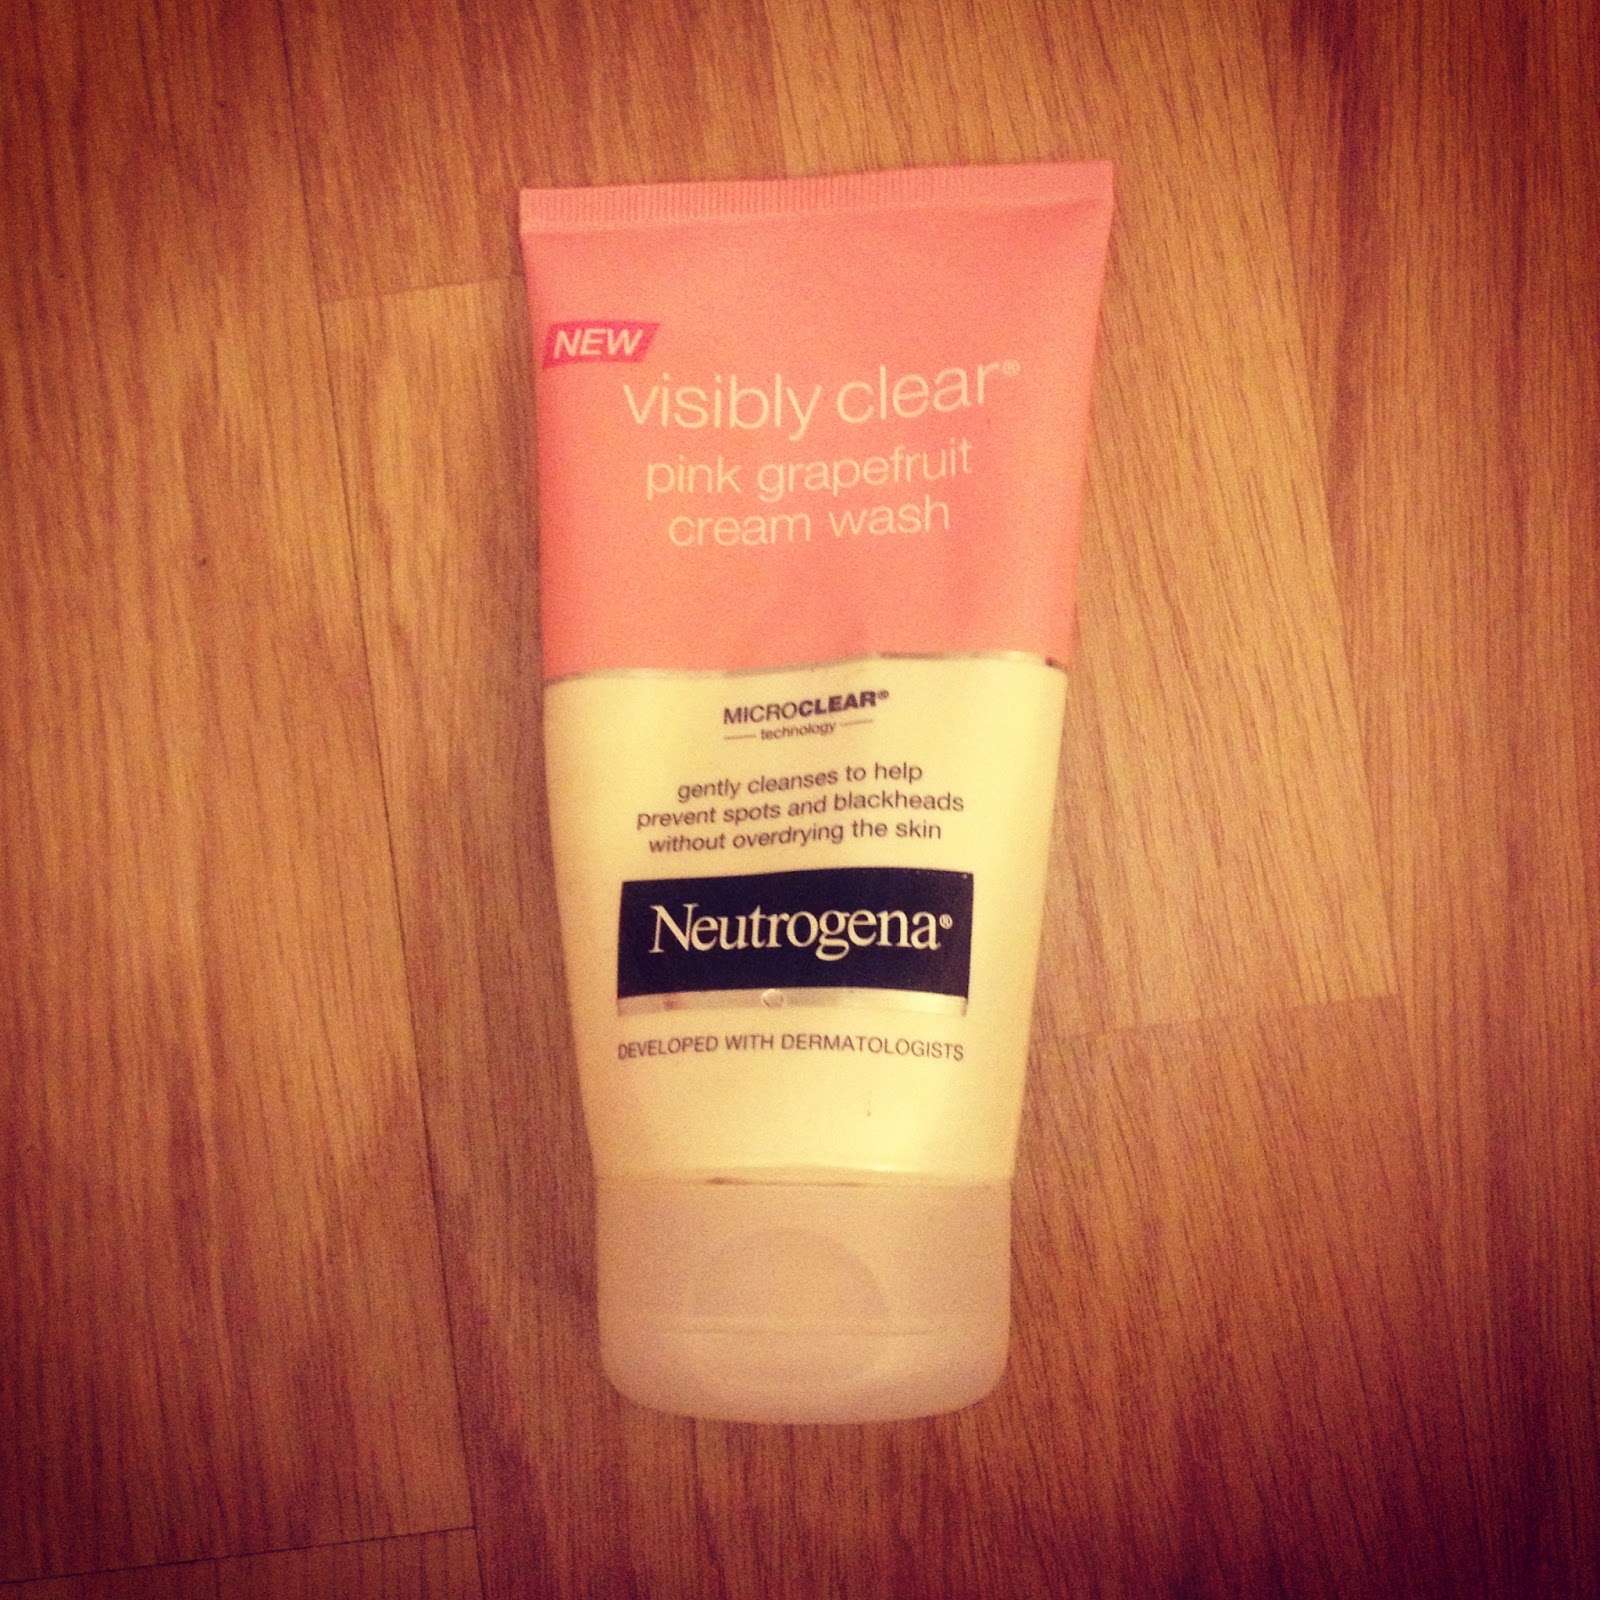 NEW
visibly clear®
pink grapefruit
cream wash
MICROCLEAR®
technology
gently cleanses to help
prevent spots and blackheads
without overdrying the skin
Neutrogena®
DEVELOPED WITH DERMATOLOGISTS